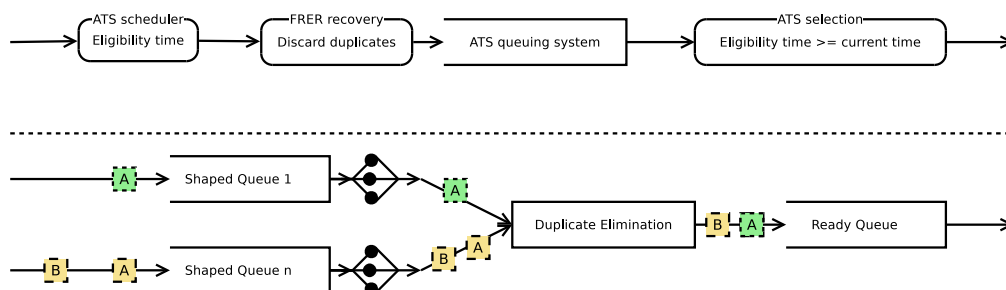 ATS scheduler
Eligibility time
FRER recovery
Discard duplicates
ATS queuing system
ATS selection
Eligibility time >= current time
A
Shaped Queue 1
A
Duplicate Elimination
B
A
Ready Queue
B
A
Shaped Queue n
B
A